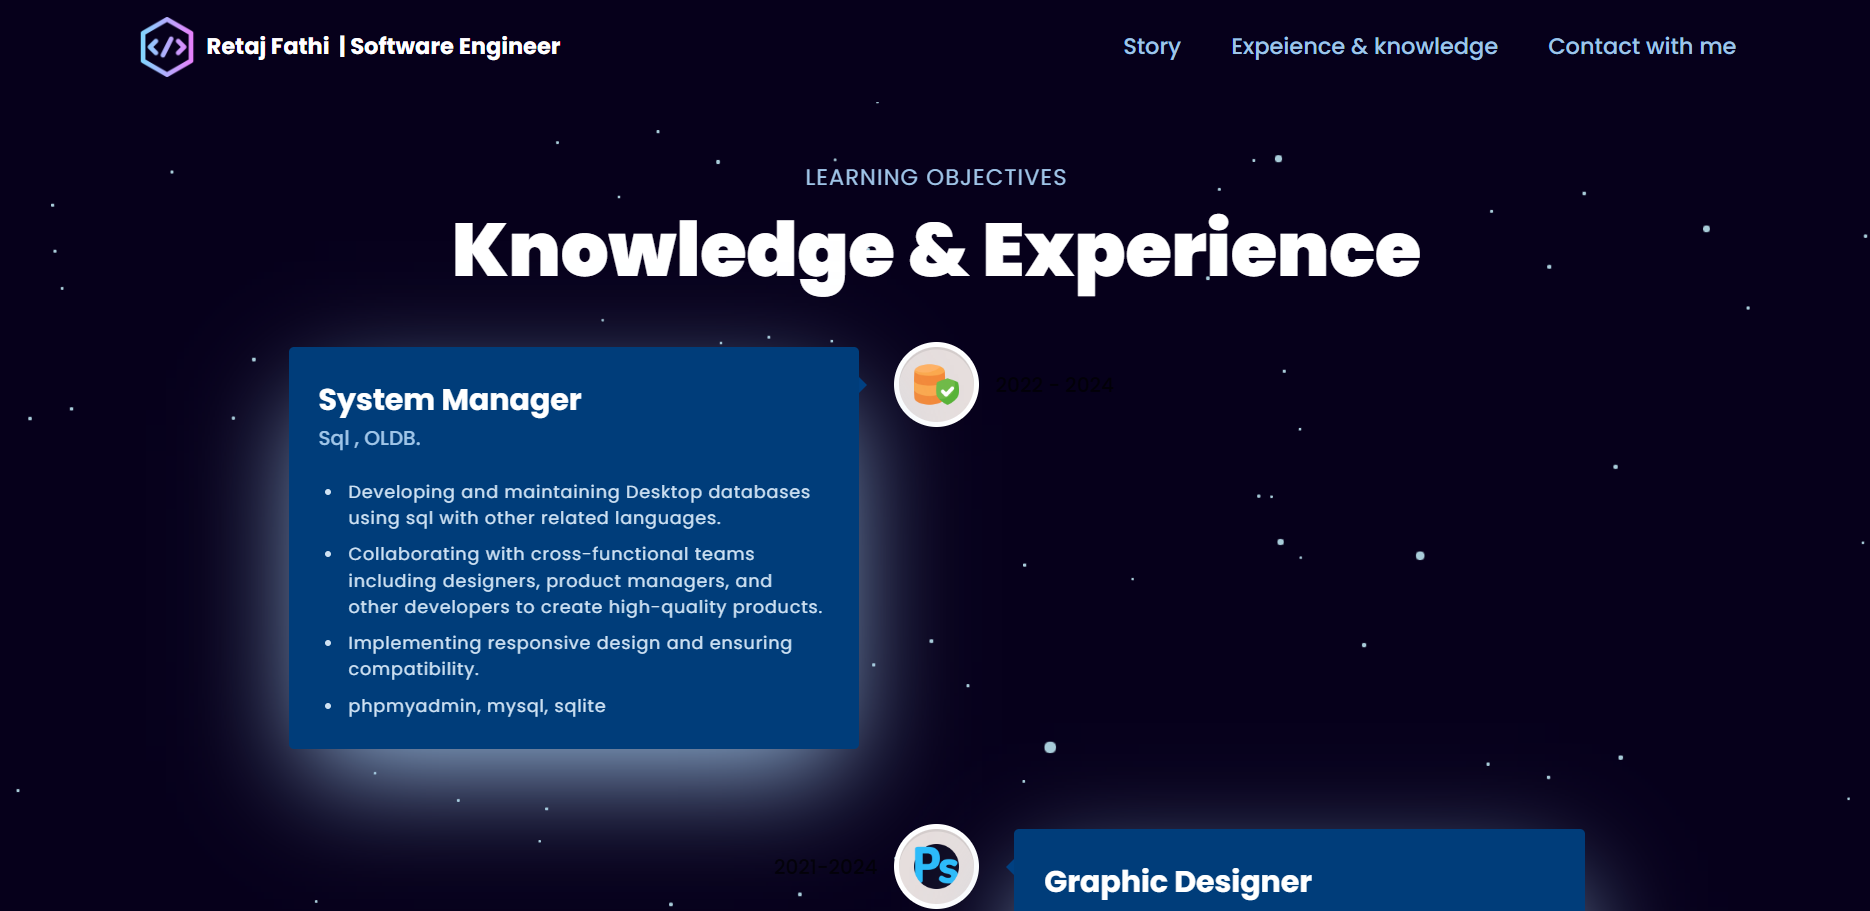 Retaj Fathi | Software Engineer
Story
Expeience & knowledge
Contact with me
LEARNING OBJECTIVES
Knowledge & Experience
System Manager
Sql , OLDB.
• Developing and maintaining Desktop databases
using sql with other related languages.
• Collaborating with cross-functional teams
including designers, product managers, and
other developers to create high-quality products.
• Implementing responsive design and ensuring
compatibility.
• phpmyadmin, mysql, sqlite
2022 - 2024
2021-2024
Ps
Graphic Designer